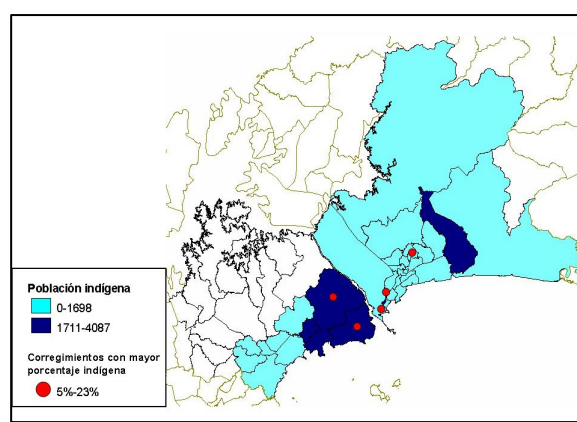 Población indígena
0-1698
1711-4087
Corregimientos con mayor
porcentaje indígena
5%-23%